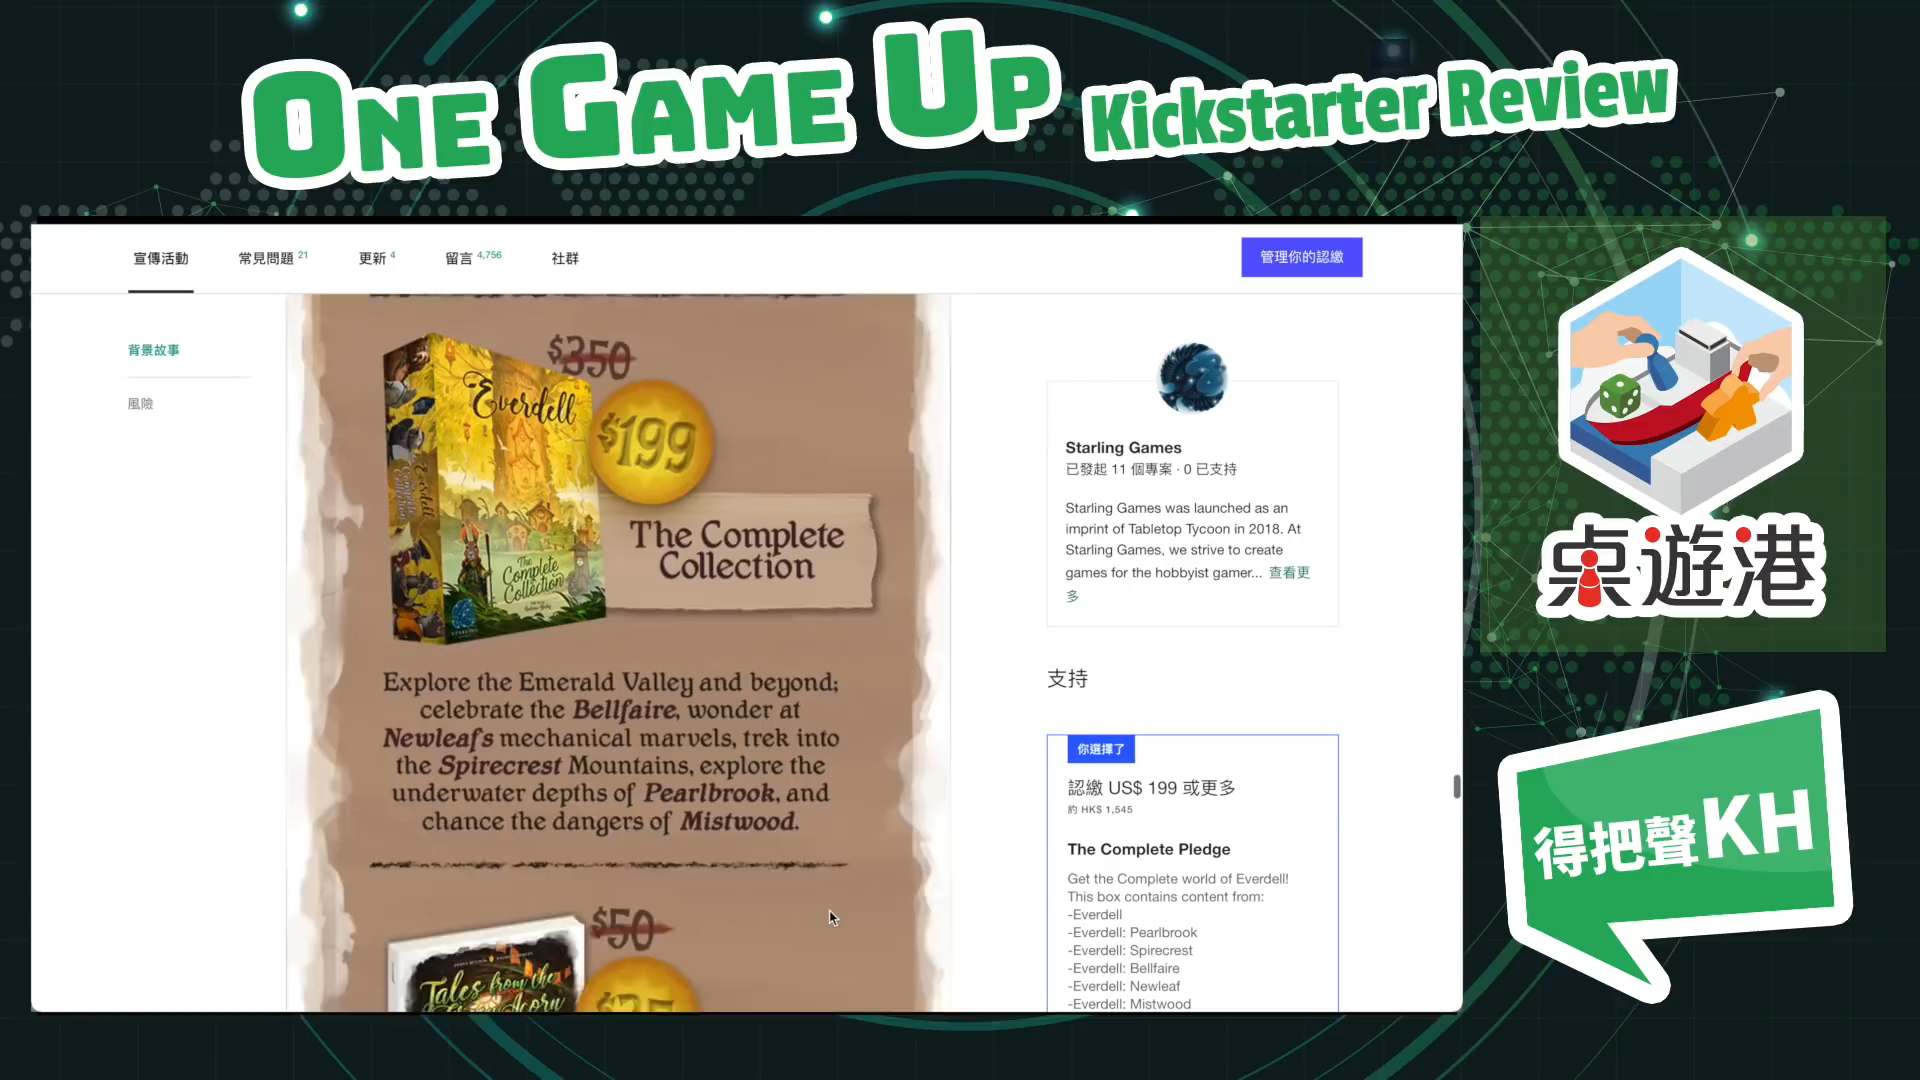 One Game Up Kickstarter Review
宣傳活動 常見問題 21 更新 4 留言 4,756 社群
管理你的認繳
背景故事
風險
$350
Everdell
$199
Everdell
The Complete Collection
The Complete
Collection
Explore the Emerald Valley and beyond;
celebrate the Bellfaire, wonder at
Newleaf's mechanical marvels, trek into
the Spirecrest Mountains, explore the
underwater depths of Pearlbrook, and
chance the dangers of Mistwood.
$50
Tales from the
$35
Starling Games
已發起 11 個專案 · 0 已支持
Starling Games was launched as an
imprint of Tabletop Tycoon in 2018. At
Starling Games, we strive to create
games for the hobbyist gamer... 查看更
多
支持
你選擇了
認繳 US$ 199 或更多
約 HK$ 1,545
The Complete Pledge
Get the Complete world of Everdell!
This box contains content from:
-Everdell
-Everdell: Pearlbrook
-Everdell: Spirecrest
-Everdell: Bellfaire
-Everdell: Newleaf
-Everdell: Mistwood
桌遊港
得把聲KH